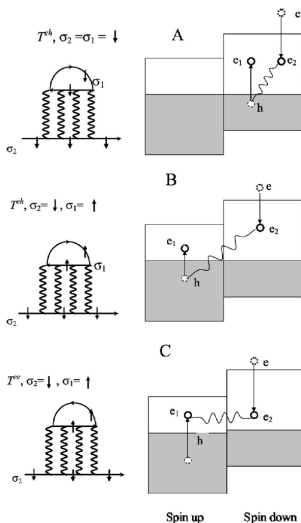 T^eh, σ2 =σ1 = ↓
A
e
e1
e2
h
σ1
σ2
B
T^eh, σ2= ↓, σ1= ↑
e
e2
e1
h
σ1
σ2
C
T^ee, σ2=↓, σ1= ↑
e
e1
e2
h
σ1
σ2
Spin up
Spin down